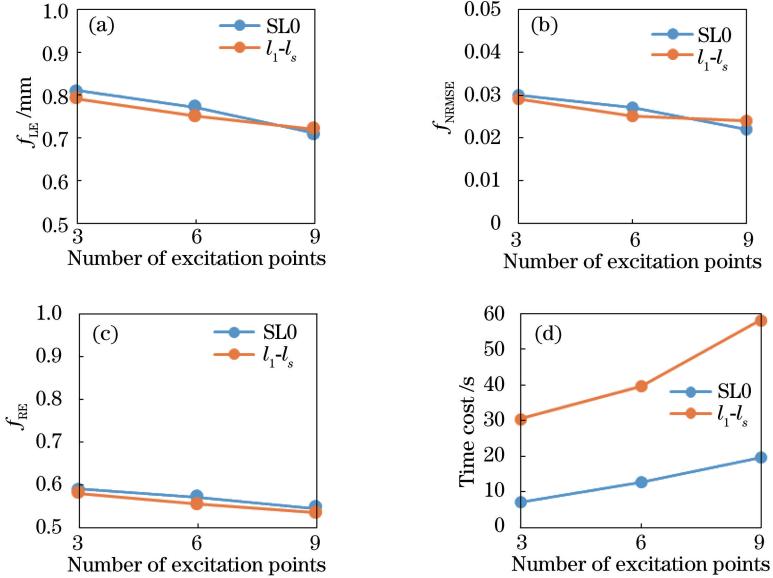 (a)
SL0
l₁-lₛ
1.0
0.9
0.8
0.7
0.6
0.5
f_LE /mm
3 6 9
Number of excitation points
(b)
SL0
l₁-lₛ
0.05
0.04
0.03
0.02
0.01
0
f_NRMSE
3 6 9
Number of excitation points
(c)
SL0
l₁-lₛ
1.0
0.9
0.8
0.7
0.6
0.5
f_RE
3 6 9
Number of excitation points
(d)
SL0
l₁-lₛ
60
50
40
30
20
10
0
Time cost /s
3 6 9
Number of excitation points